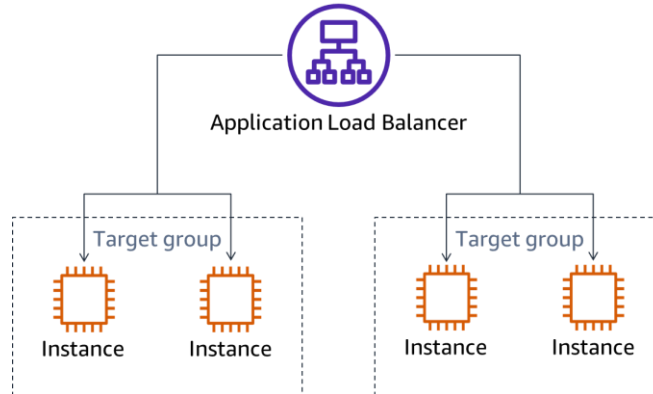 Application Load Balancer
Target group
Target group
Instance
Instance
Instance
Instance